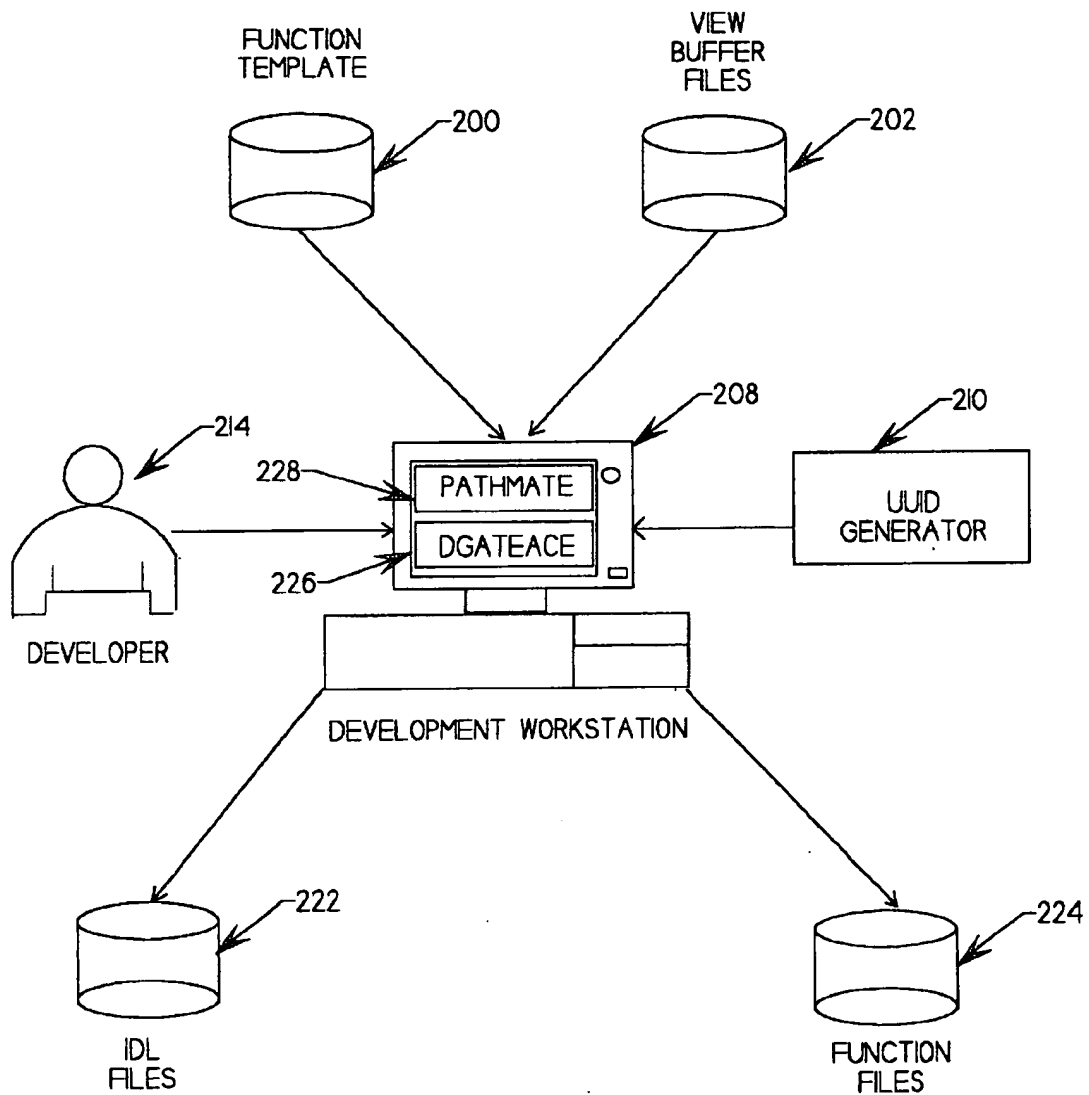 FUNCTION
TEMPLATE
200
VIEW
BUFFER
FILES
202
214
DEVELOPER
208
228
PATHMATE
226
DGATEACE
DEVELOPMENT WORKSTATION
210
UUID
GENERATOR
222
IDL
FILES
224
FUNCTION
FILES